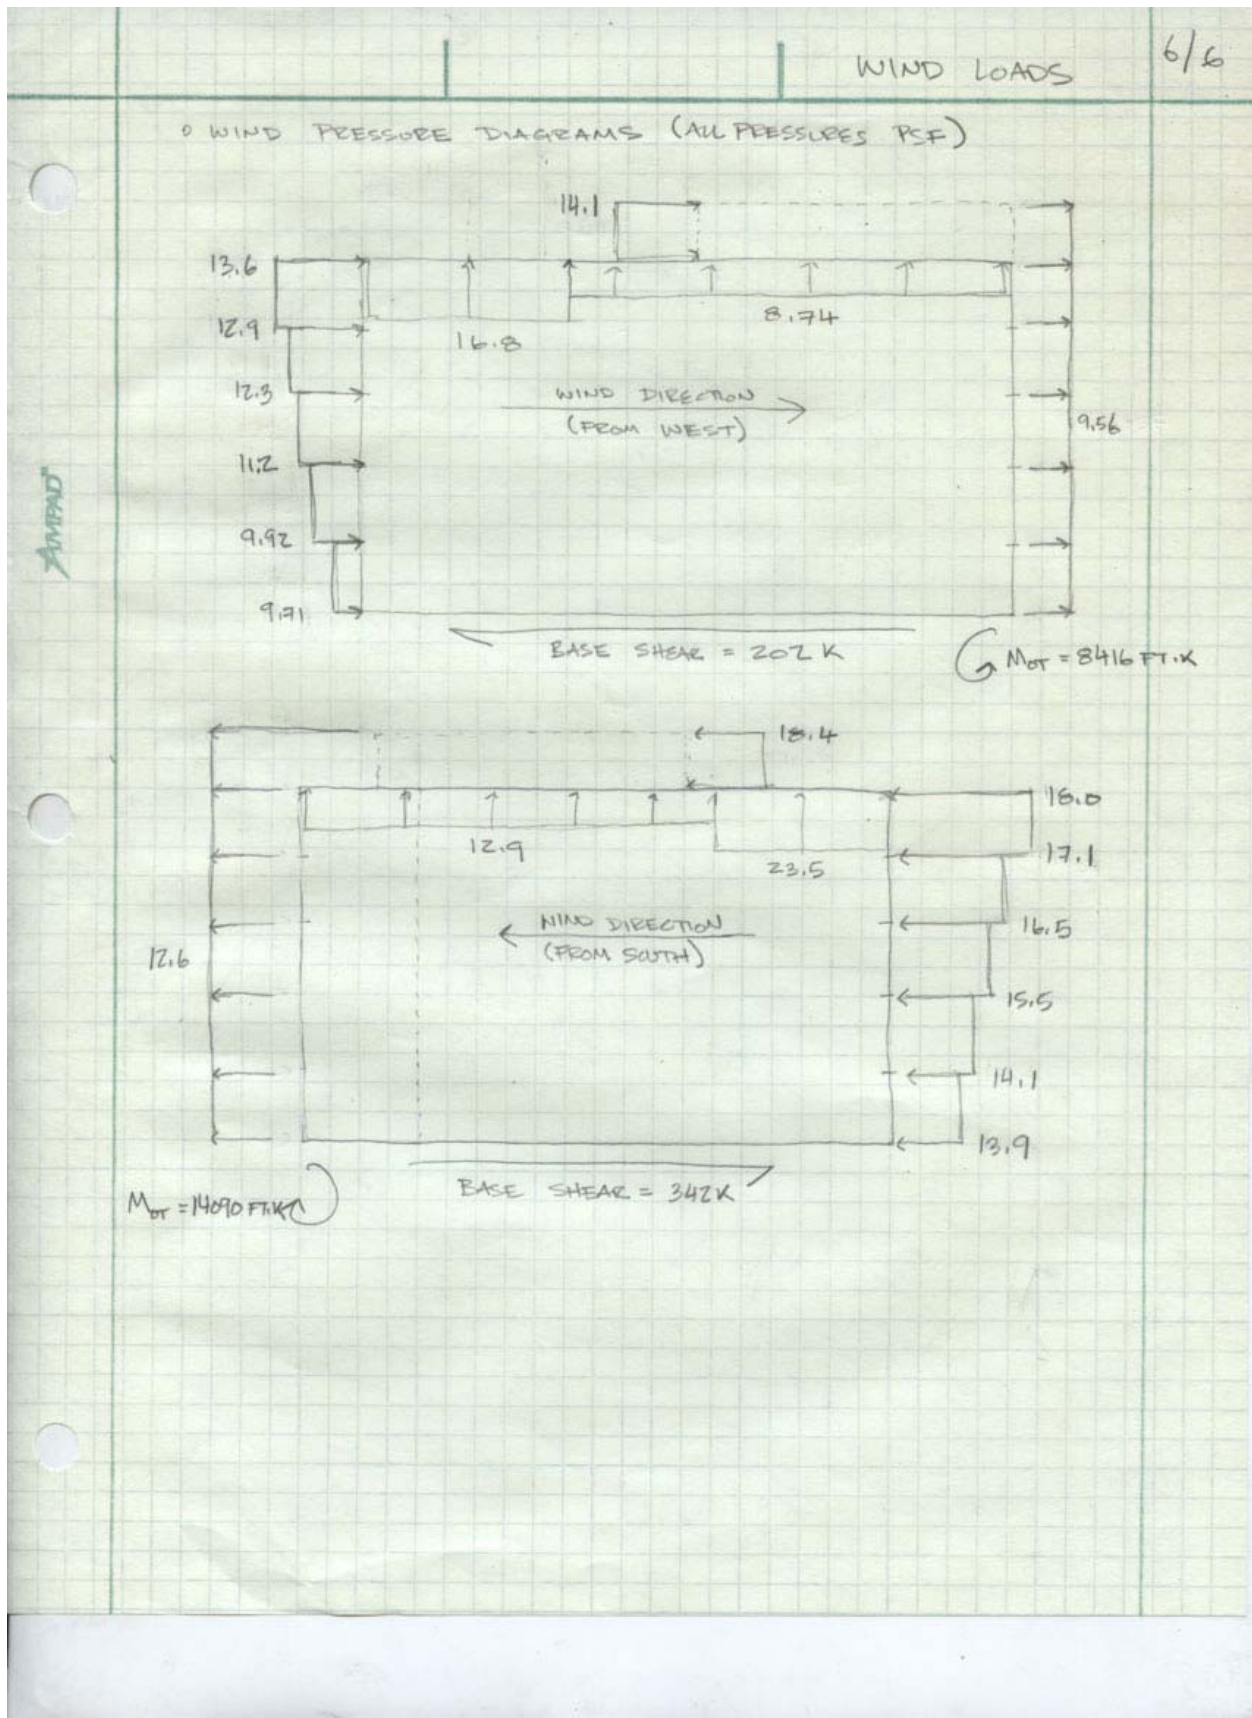 WIND LOADS
6/6
o WIND PRESSURE DIAGRAMS (ALL PRESSURES PSF)
14.1
13.6
12.9
8.74
16.8
12.3
WIND DIRECTION
(FROM WEST)
9.56
11.2
AMPAD™
9.92
9.71
BASE SHEAR = 202 K
MOT = 8416 FT.K
18.4
18.0
12.9
17.1
23.5
WIND DIRECTION
(FROM SOUTH)
16.5
12.6
15.5
14.1
13.9
BASE SHEAR = 342K
MOT = 14090 FT.K